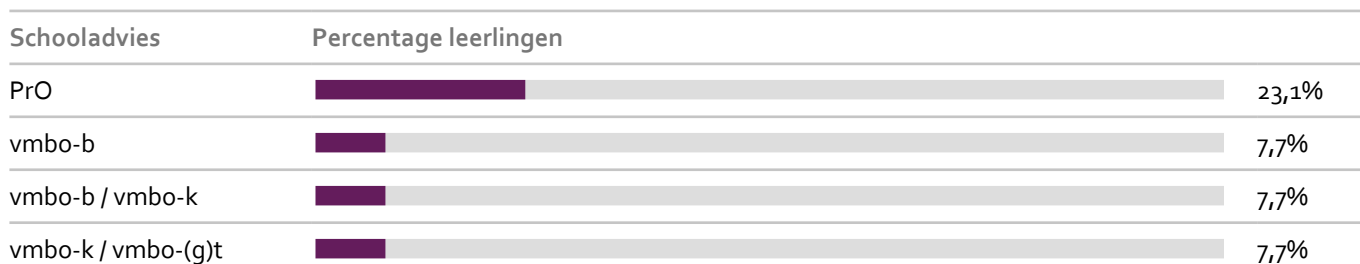 Schooladvies Percentage leerlingen
PrO 23,1%
vmbo-b 7,7%
vmbo-b / vmbo-k 7,7%
vmbo-k / vmbo-(g)t 7,7%